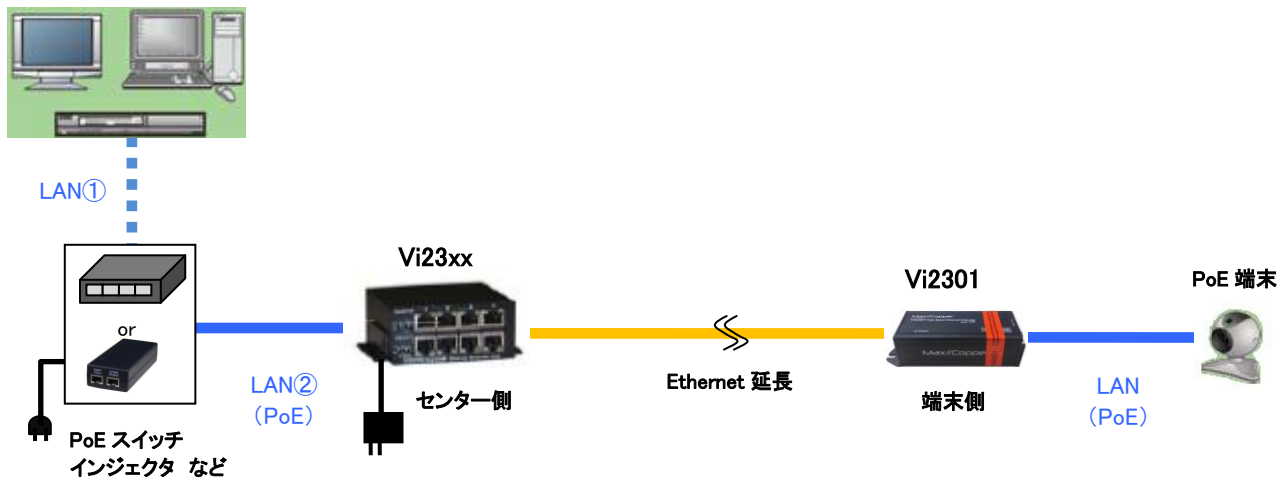 LAN①
Vi23xx
Vi2301
PoE 端末
or
MaxiiCopper
Ethernet 延長
LAN②
(PoE)
センター側
端末側
LAN
(PoE)
PoE スイッチ
インジェクタ など